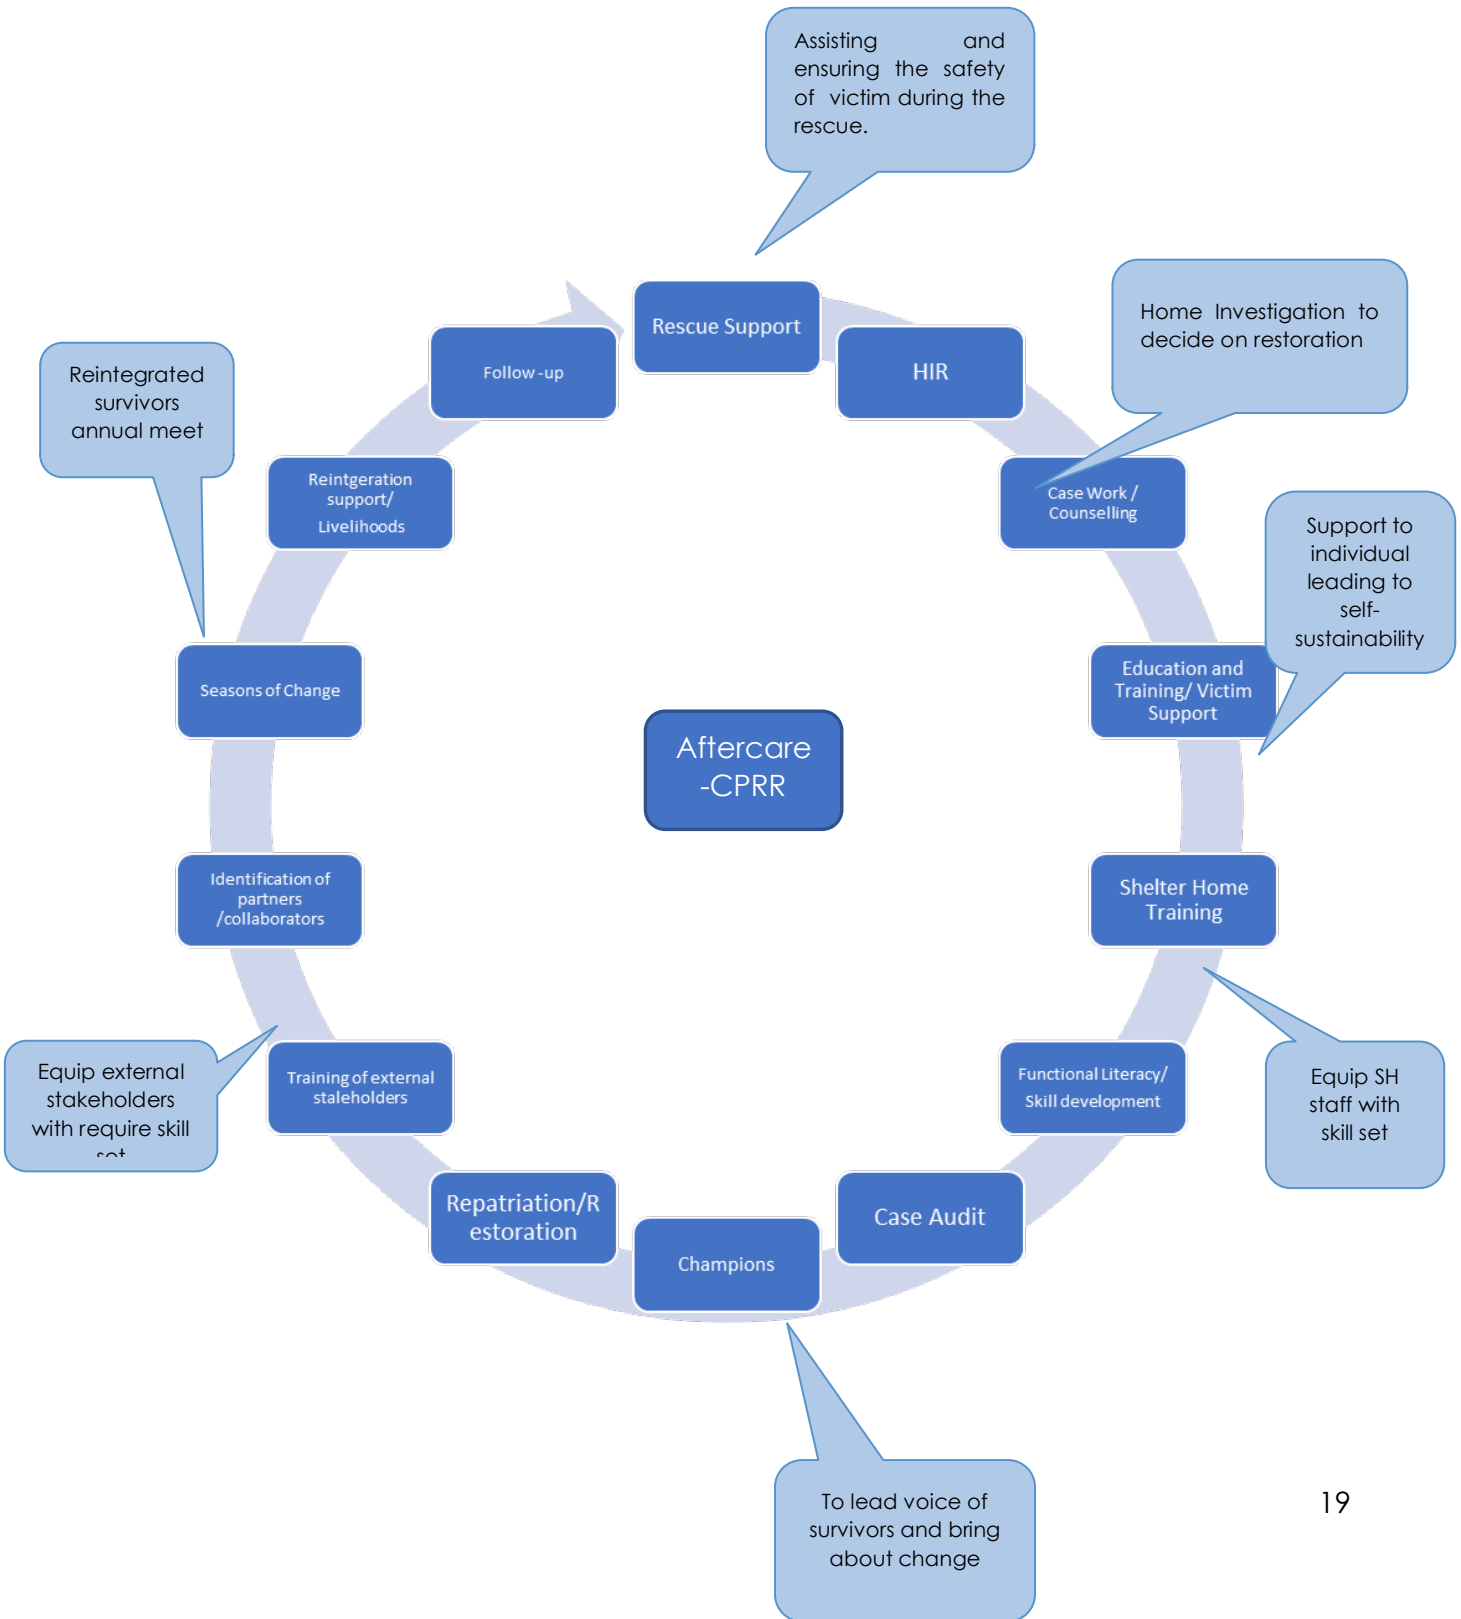 Assisting and
ensuring the safety
of victim during the
rescue.
Rescue Support
HIR
Home Investigation to
decide on restoration
Case Work /
Counselling
Support to
individual
leading to
self-
sustainability
Education and
Training/ Victim
Support
Shelter Home
Training
Equip SH
staff with
skill set
Functional Literacy/
Skill development
Case Audit
Champions
To lead voice of
survivors and bring
about change
Repatriation/R
estoration
Training of external
staleholders
Equip external
stakeholders
with require skill
set
Identification of
partners
/collaborators
Seasons of Change
Reintegrated
survivors
annual meet
Reintgeration
support/
Livelihoods
Follow -up
Aftercare
-CPRR
19